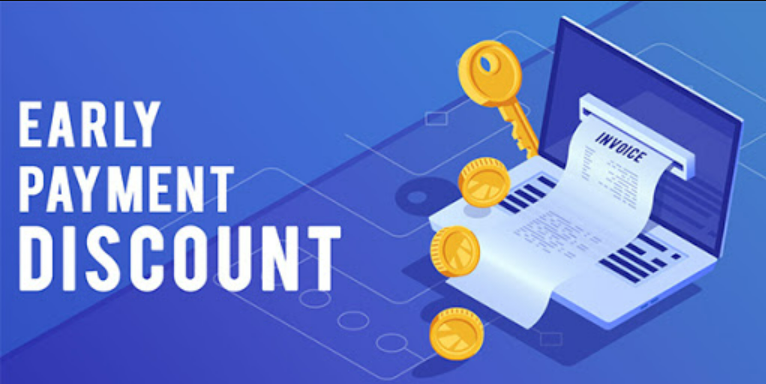 EARLY
PAYMENT
DISCOUNT
INVOICE